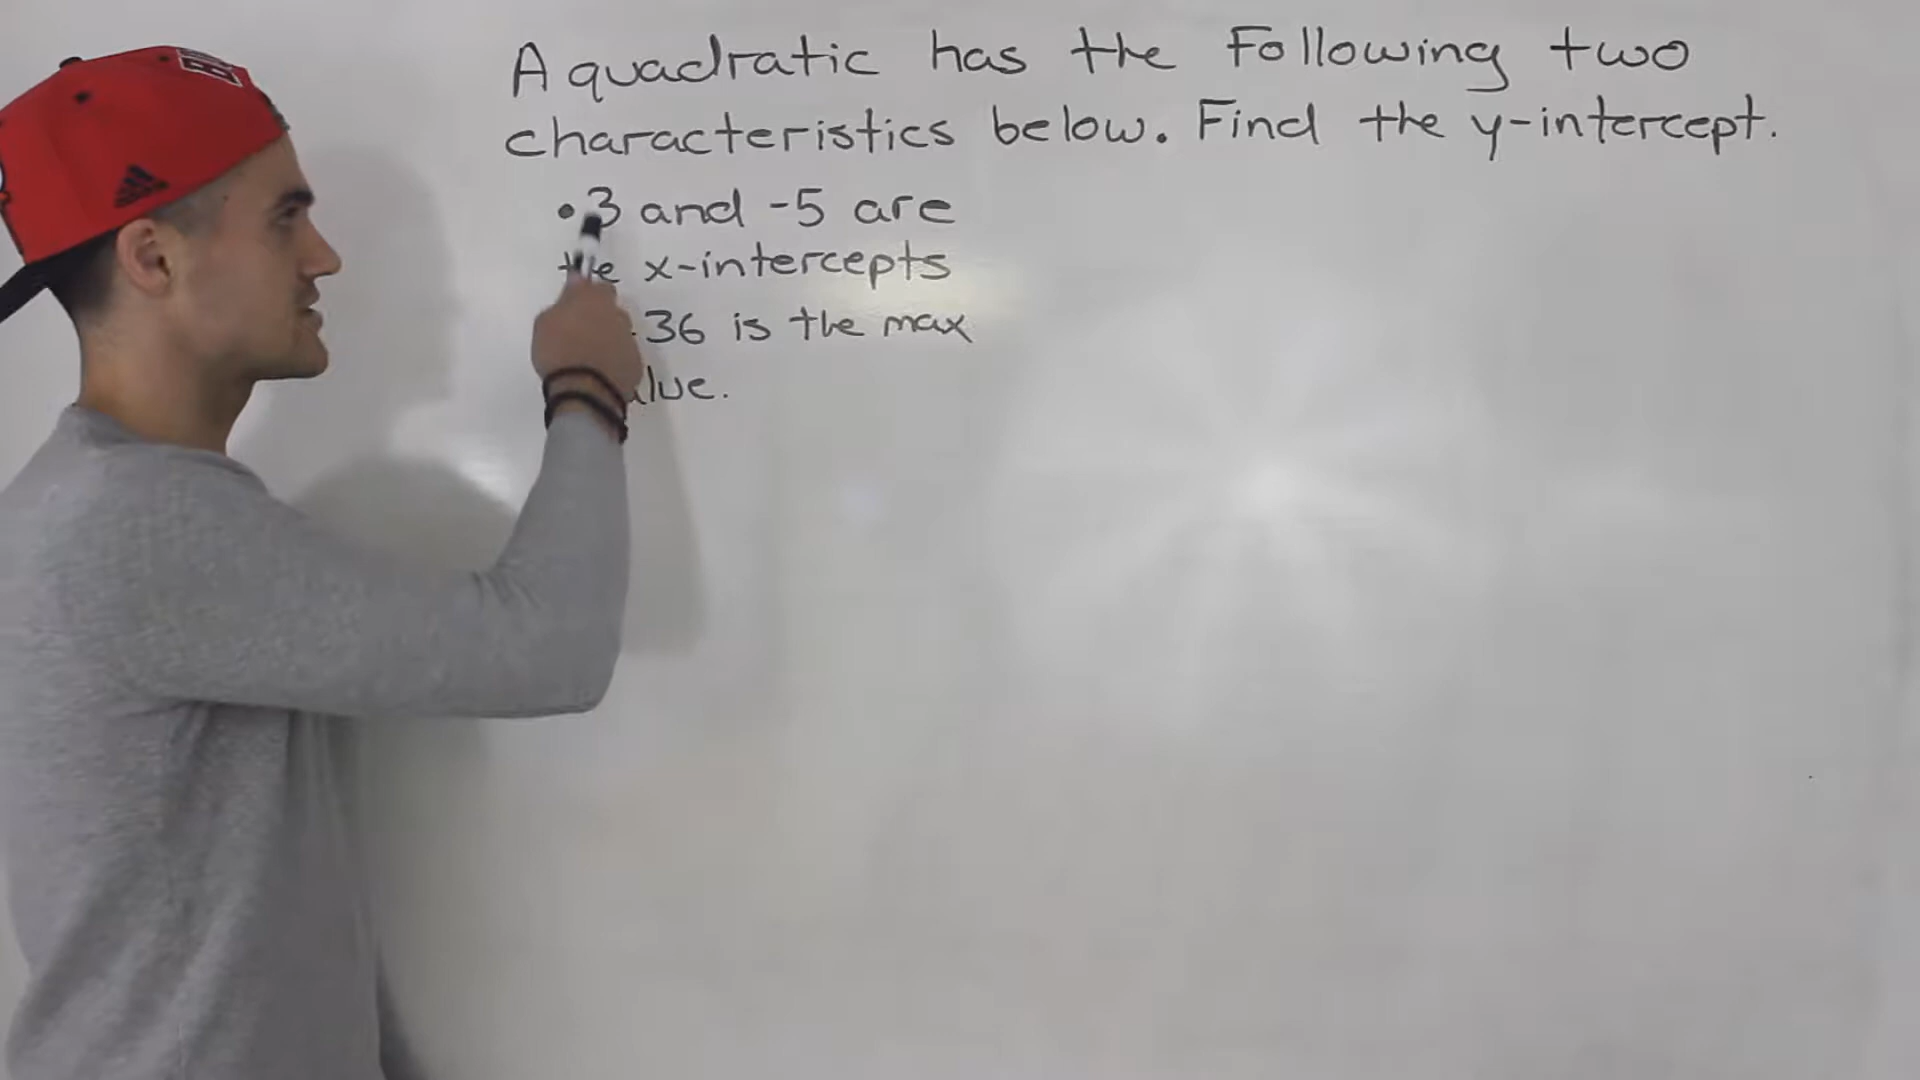 A quadratic has the following two
characteristics below. Find the y-intercept.
• 3 and -5 are
the x-intercepts
36 is the max